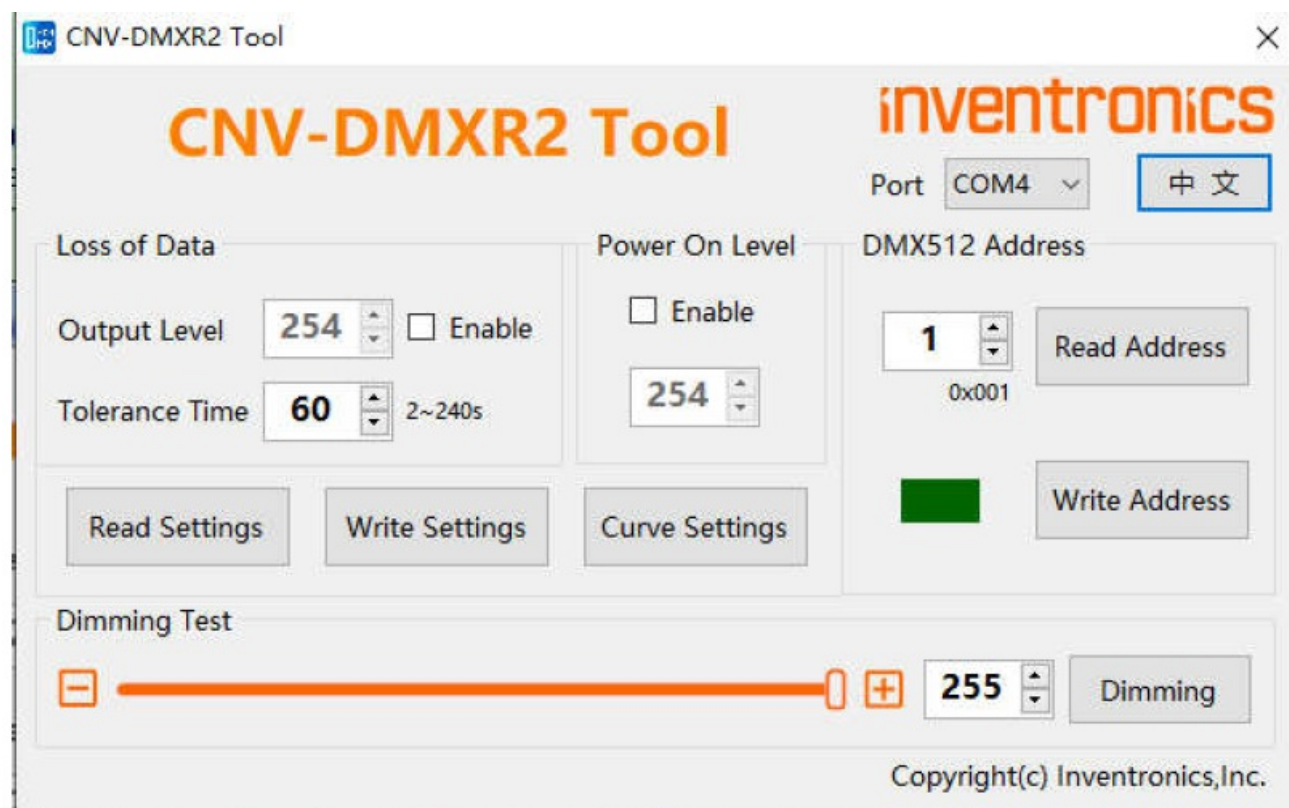 CNV-DMXR2 Tool
CNV-DMXR2 Tool
inventronics
Port COM4 中 文
Loss of Data
Output Level 254 Enable
Tolerance Time 60 2~240s
Power On Level
Enable
254
DMX512 Address
1 Read Address
0x001
Write Address
Read Settings Write Settings Curve Settings
Dimming Test
255 Dimming
Copyright(c) Inventronics,Inc.